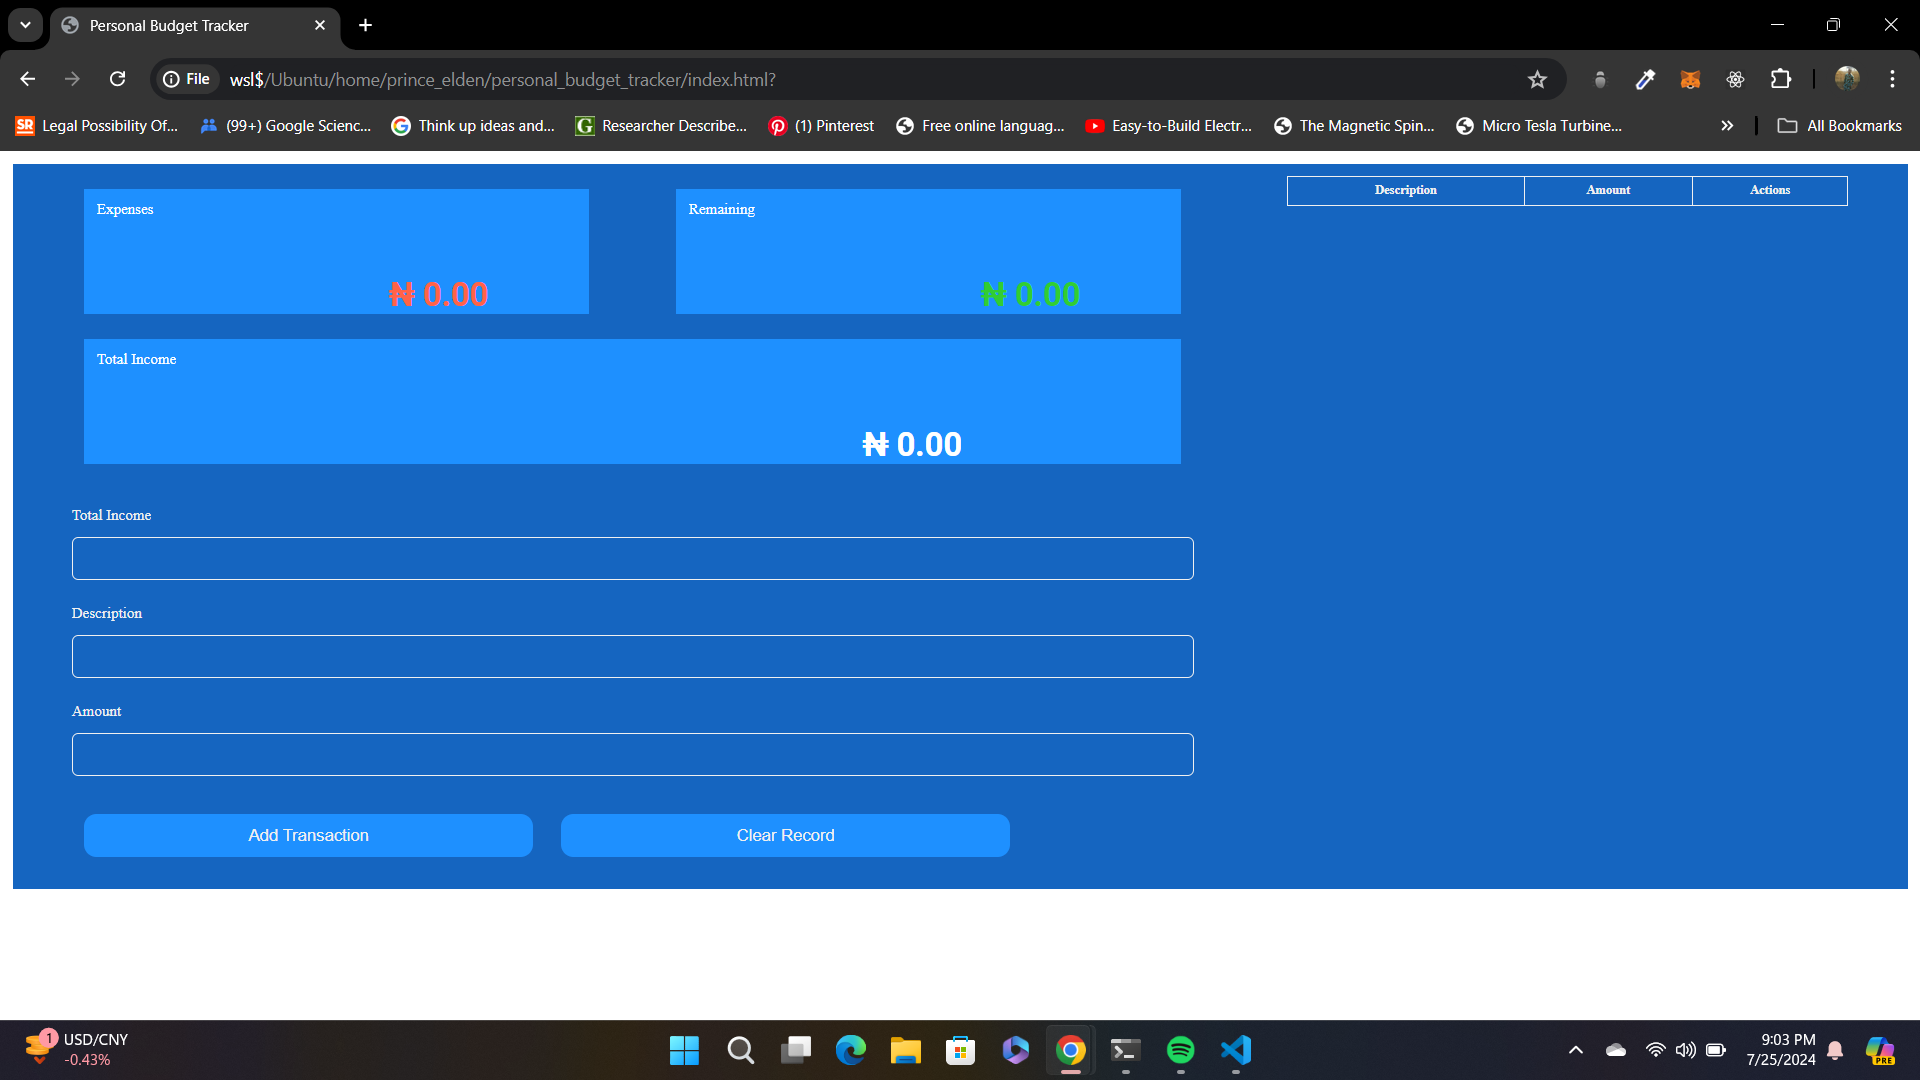 Personal Budget Tracker
File wsl$/Ubuntu/home/prince_elden/personal_budget_tracker/index.html?
SR Legal Possibility Of... (99+) Google Scienc... Think up ideas and... G Researcher Describe... (1) Pinterest Free online languag... Easy-to-Build Electr... The Magnetic Spin... Micro Tesla Turbine... All Bookmarks
Expenses
₦ 0.00
Remaining
₦ 0.00
Total Income
₦ 0.00
Total Income
Description
Amount
Add Transaction Clear Record
Description Amount Actions
1 USD/CNY
-0.43%
9:03 PM
7/25/2024
PRE